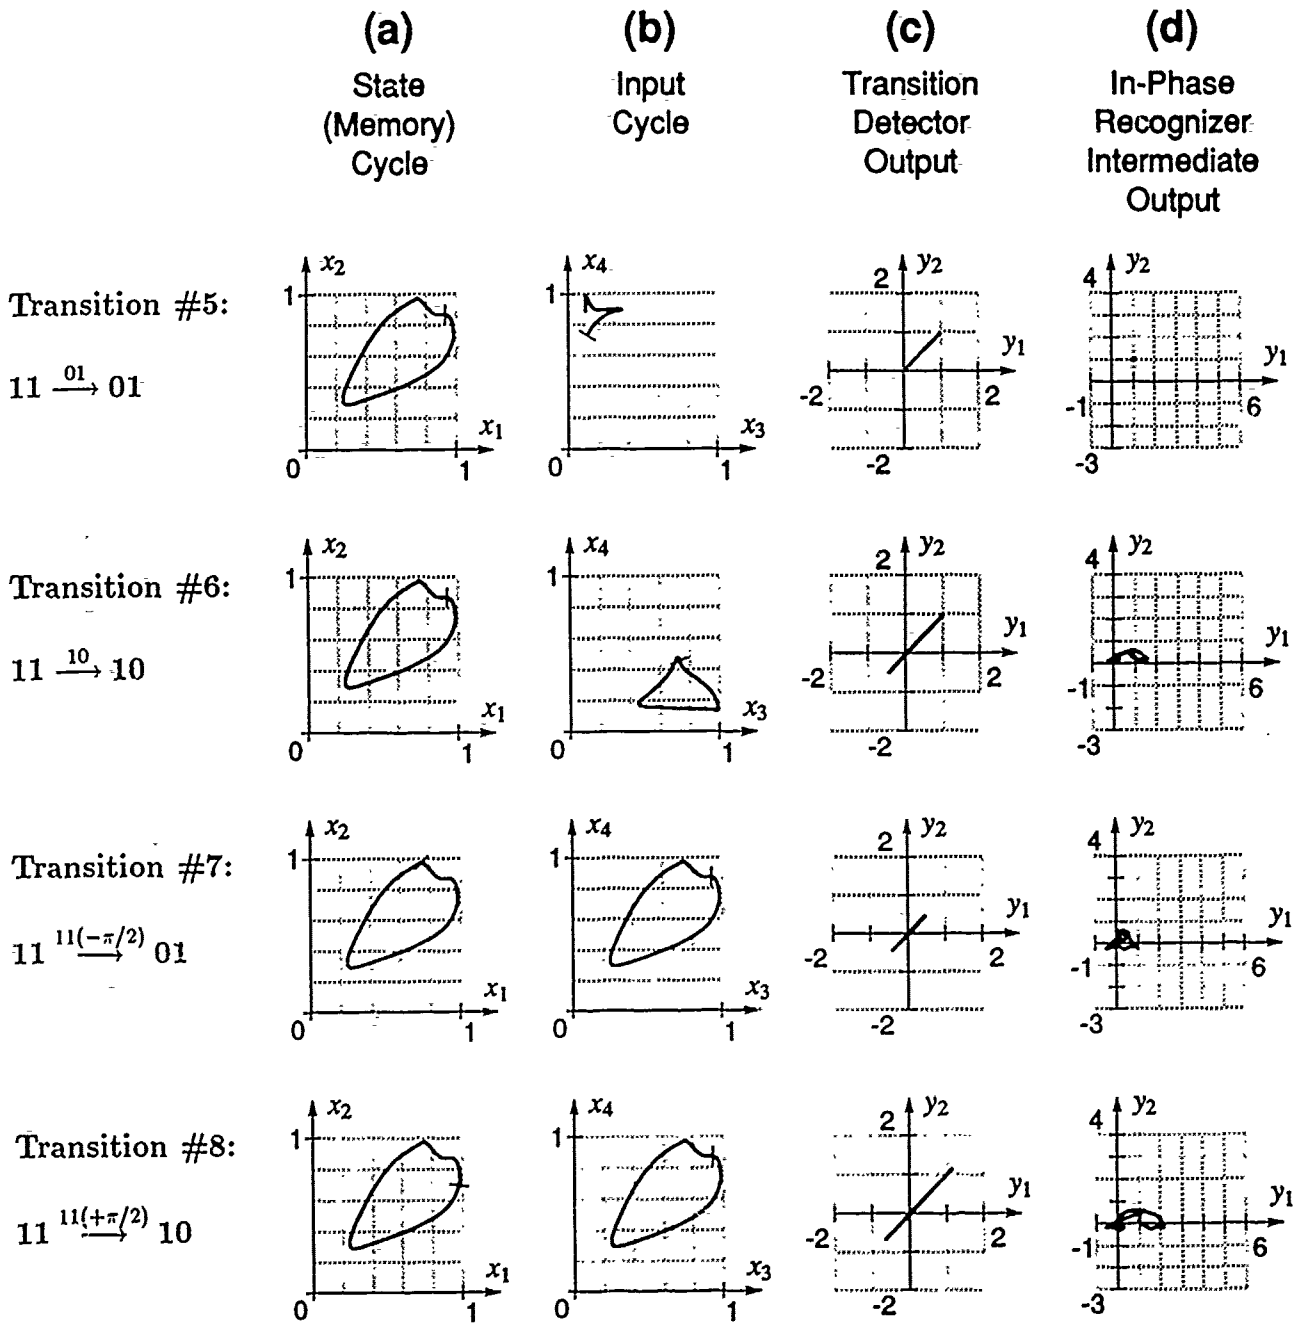 (a) (b) (c) (d)
State Input Transition In-Phase
(Memory) Cycle Detector Recognizer
Cycle Output Intermediate
Output
x₂ x₄ y₂ y₂
Transition #5: 1 1 2 4
y₁ y₁
11 01→ 01 -2 2 -1 6
x₁ x₃
0 1 0 1 -2 -3
x₂ x₄ y₂ y₂
Transition #6: 1 1 2 4
y₁ y₁
11 10→ 10 -2 2 -1 6
x₁ x₃
0 1 0 1 -2 -3
x₂ x₄ y₂ y₂
Transition #7: 1 1 2 4
y₁ y₁
11 11(−π/2)→ 01 -2 2 -1 6
x₁ x₃
0 1 0 1 -2 -3
x₂ x₄ y₂ y₂
Transition #8: 1 1 2 4
y₁ y₁
11 11(+π/2)→ 10 -2 2 -1 6
x₁ x₃
0 1 0 1 -2 -3